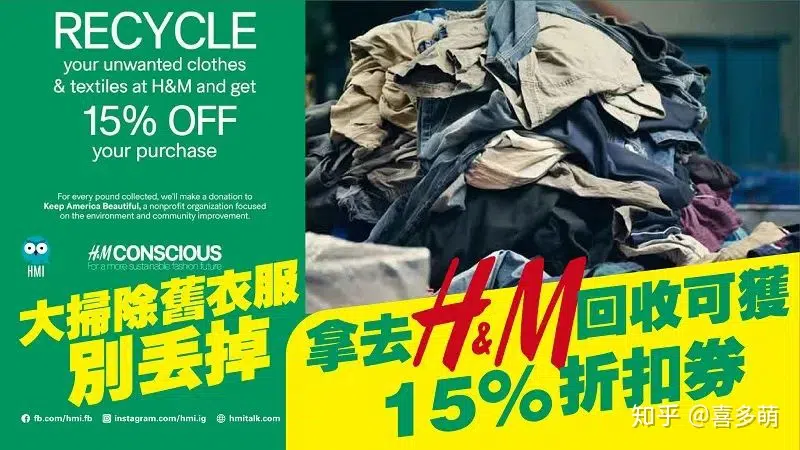 RECYCLE
your unwanted clothes
& textiles at H&M and get
15% OFF
your purchase
For every pound collected, we'll make a donation to
Keep America Beautiful, a nonprofit organization focused
on the environment and community improvement.
HMI
H&M CONSCIOUS
For a more sustainable fashion future
大掃除舊衣服
別丟掉
fb.com/hmi.fb
instagram.com/hmi.ig
hmitalk.com
拿去H&M回收可獲
15%折扣券
知乎 @喜多萌